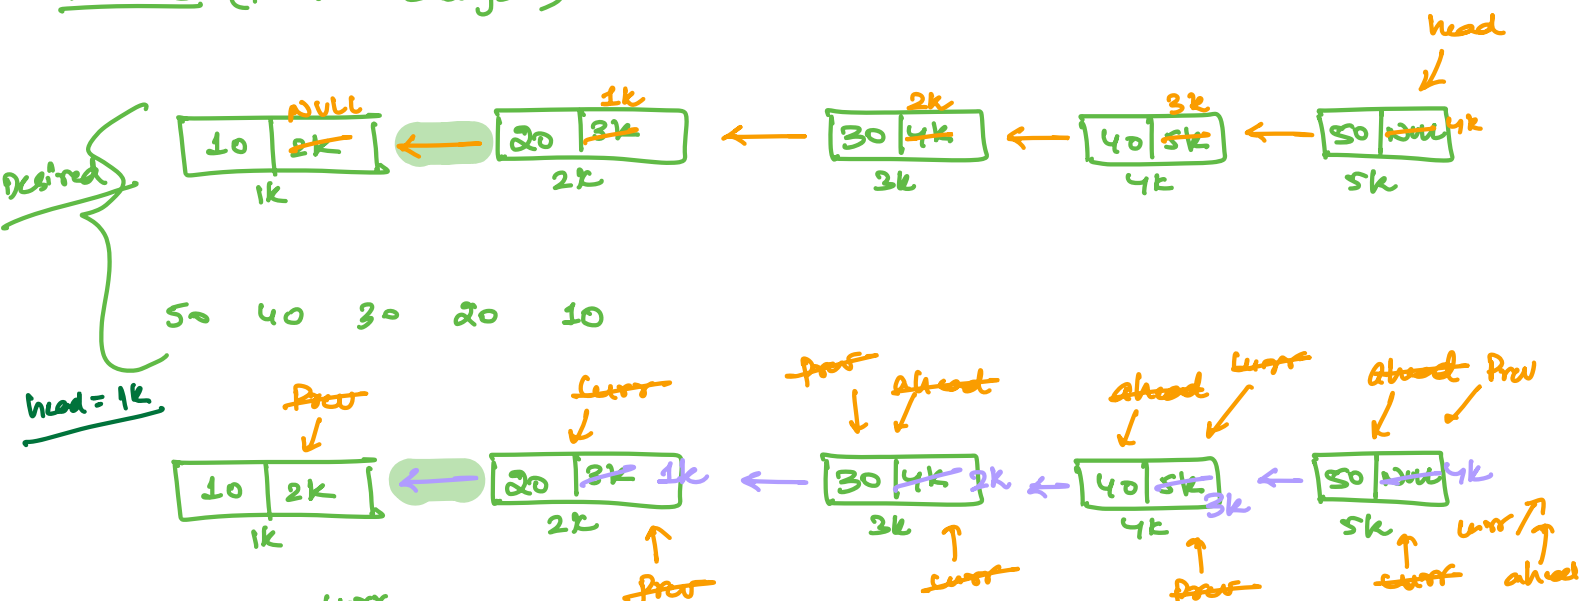 head
NULL 1k 2k 3k
10 2k 20 3k 30 4k 40 5k 50 NULL 4k
Desired
1k 2k 3k 4k 5k
50 40 30 20 10
Prev ahead curr ahead Prev
head = 1k Prev curr ahead
10 2k 20 3k 1k 30 4k 2k 40 5k 3k 50 NULL 4k
1k 2k 3k 4k 5k curr
Prev curr Prev curr ahead
curr